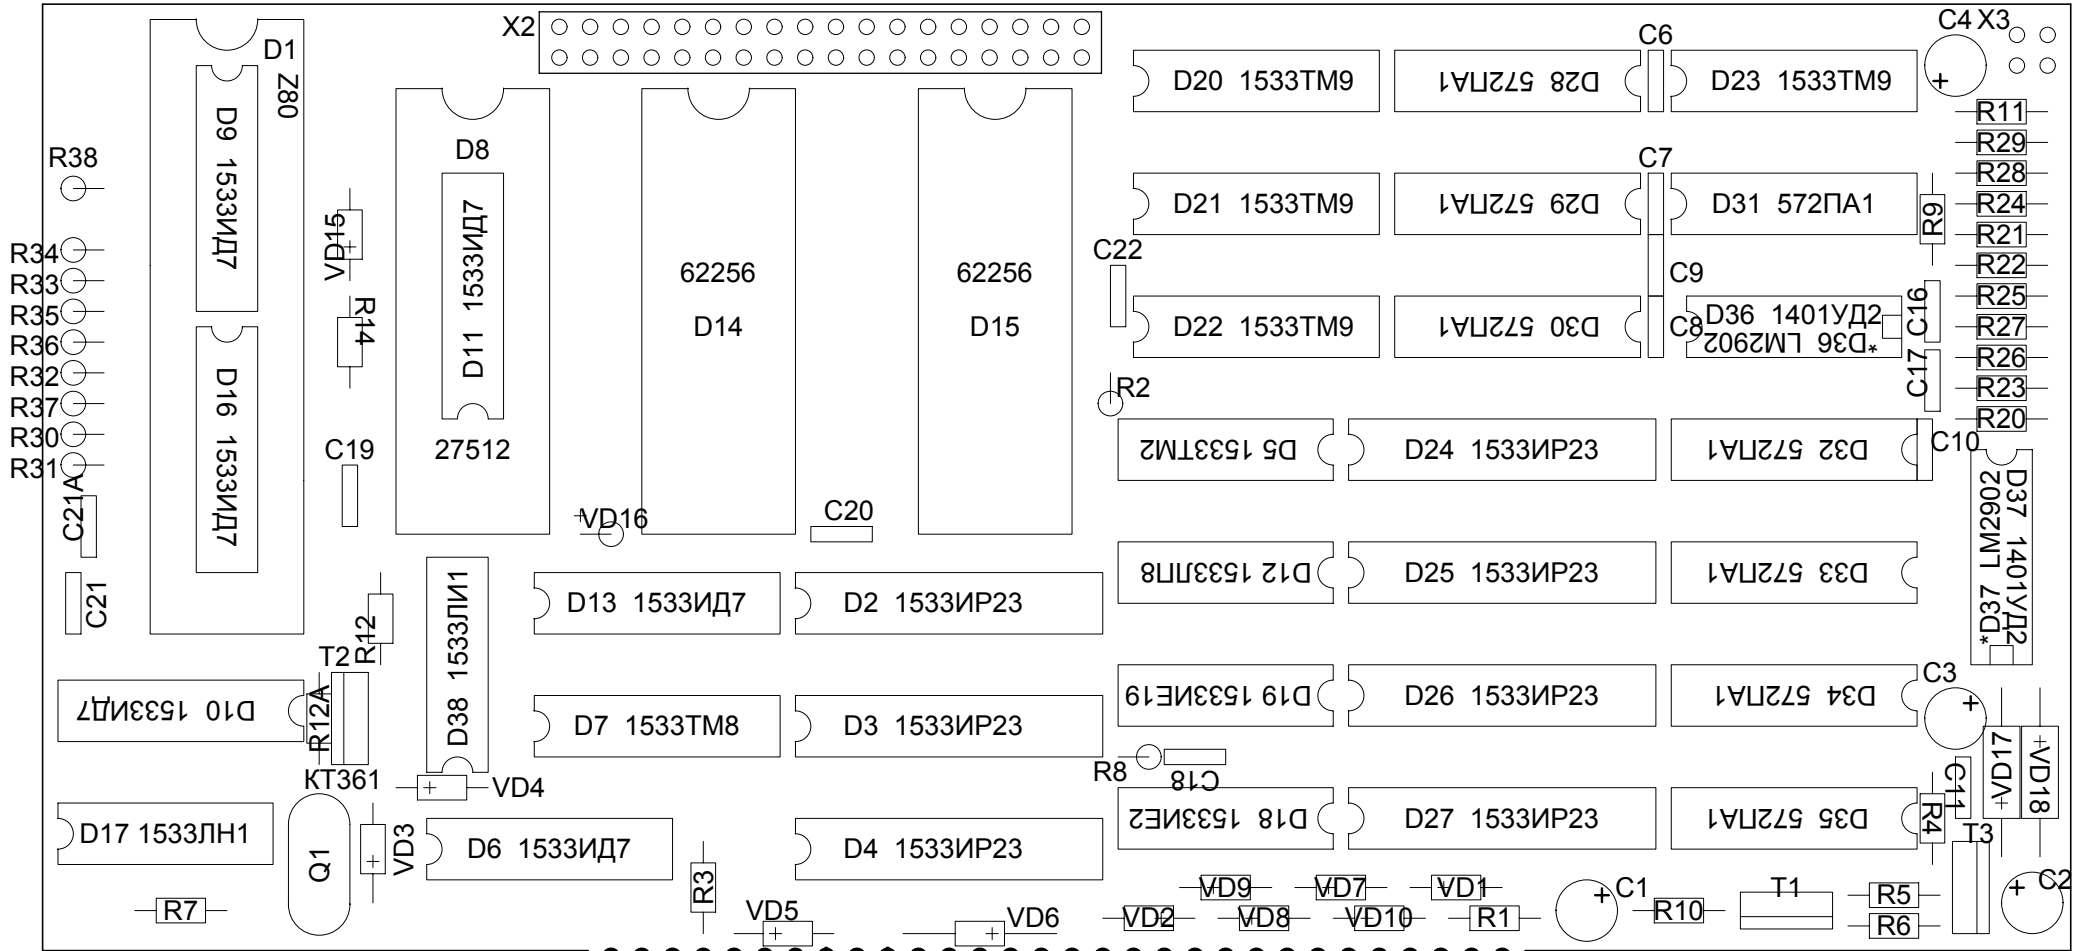 X2
C4 X3
C6
D1
Z80
D20 1533ТМ9
D28 572ПА1
D23 1533ТМ9
R11
R29
R28
R24
R21
R22
R25
R27
R26
R23
R20
D9 1533ИД7
R38
D8
C7
D21 1533ТМ9
D29 572ПА1
D31 572ПА1
R9
VD15
D11 1533ИД7
R34
R33
R35
R36
R32
R37
R30
R31
62256
D14
62256
D15
C22
C9
C16
R14
D22 1533ТМ9
D30 572ПА1
C8
D36 1401УД2
*D36 LM2902
C17
D16 1533ИД7
R2
C19
27512
D5 1533ТМ2
D24 1533ИР23
D32 572ПА1
C10
C21A
VD16
C20
D37 1401УД2
*D37 LM2902
C21
R12
D38 1533ЛИ1
D13 1533ИД7
D2 1533ИР23
D12 1533ЛП8
D25 1533ИР23
D33 572ПА1
T2
D10 1533ИД7
R12A
КТ361
D7 1533ТМ8
D3 1533ИР23
D19 1533ИЕ19
D26 1533ИР23
D34 572ПА1
C3
R8
C18
C11
VD17
VD18
VD4
D17 1533ЛН1
Q1
VD3
D6 1533ИД7
D4 1533ИР23
D18 1533ИЕ2
D27 1533ИР23
D35 572ПА1
R4
T3
R7
R3
VD5
VD6
VD9
VD7
VD1
VD2
VD8
VD10
R1
C1
R10
T1
R5
R6
C2